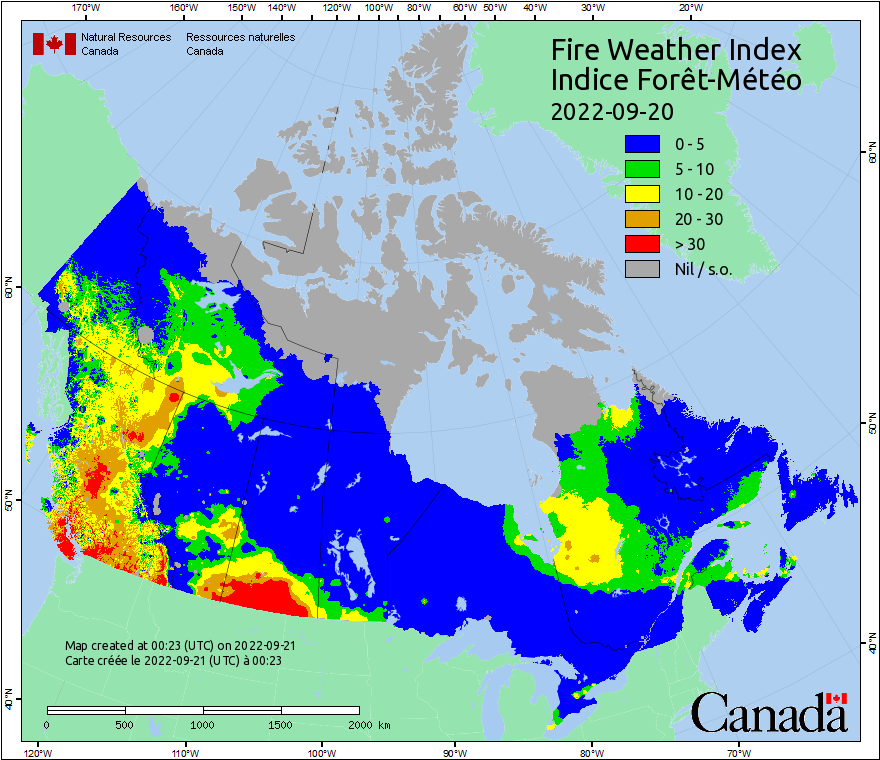 170°W 160°W 150°W 140°W 120°W 100°W 80°W 60°W 50°W 40°W 30°W 20°W
Natural Resources Ressources naturelles
Canada Canada
Fire Weather Index
Indice Forêt-Météo
2022-09-20
0 - 5
5 - 10
10 - 20
20 - 30
> 30
Nil / s.o.
60°N
60°N
50°N
50°N
40°N
40°N
Map created at 00:23 (UTC) on 2022-09-21
Carte créée le 2022-09-21 (UTC) à 00:23
0 500 1000 1500 2000 km
Canada
120°W 110°W 100°W 90°W 80°W 70°W